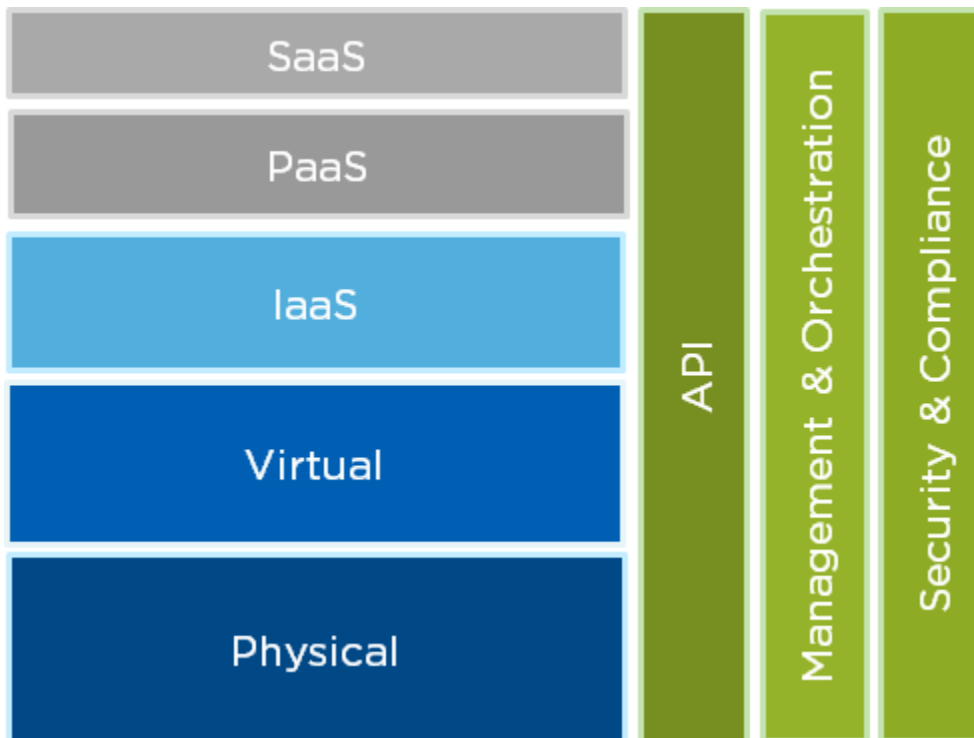 SaaS
PaaS
IaaS
Virtual
Physical
API
Management & Orchestration
Security & Compliance